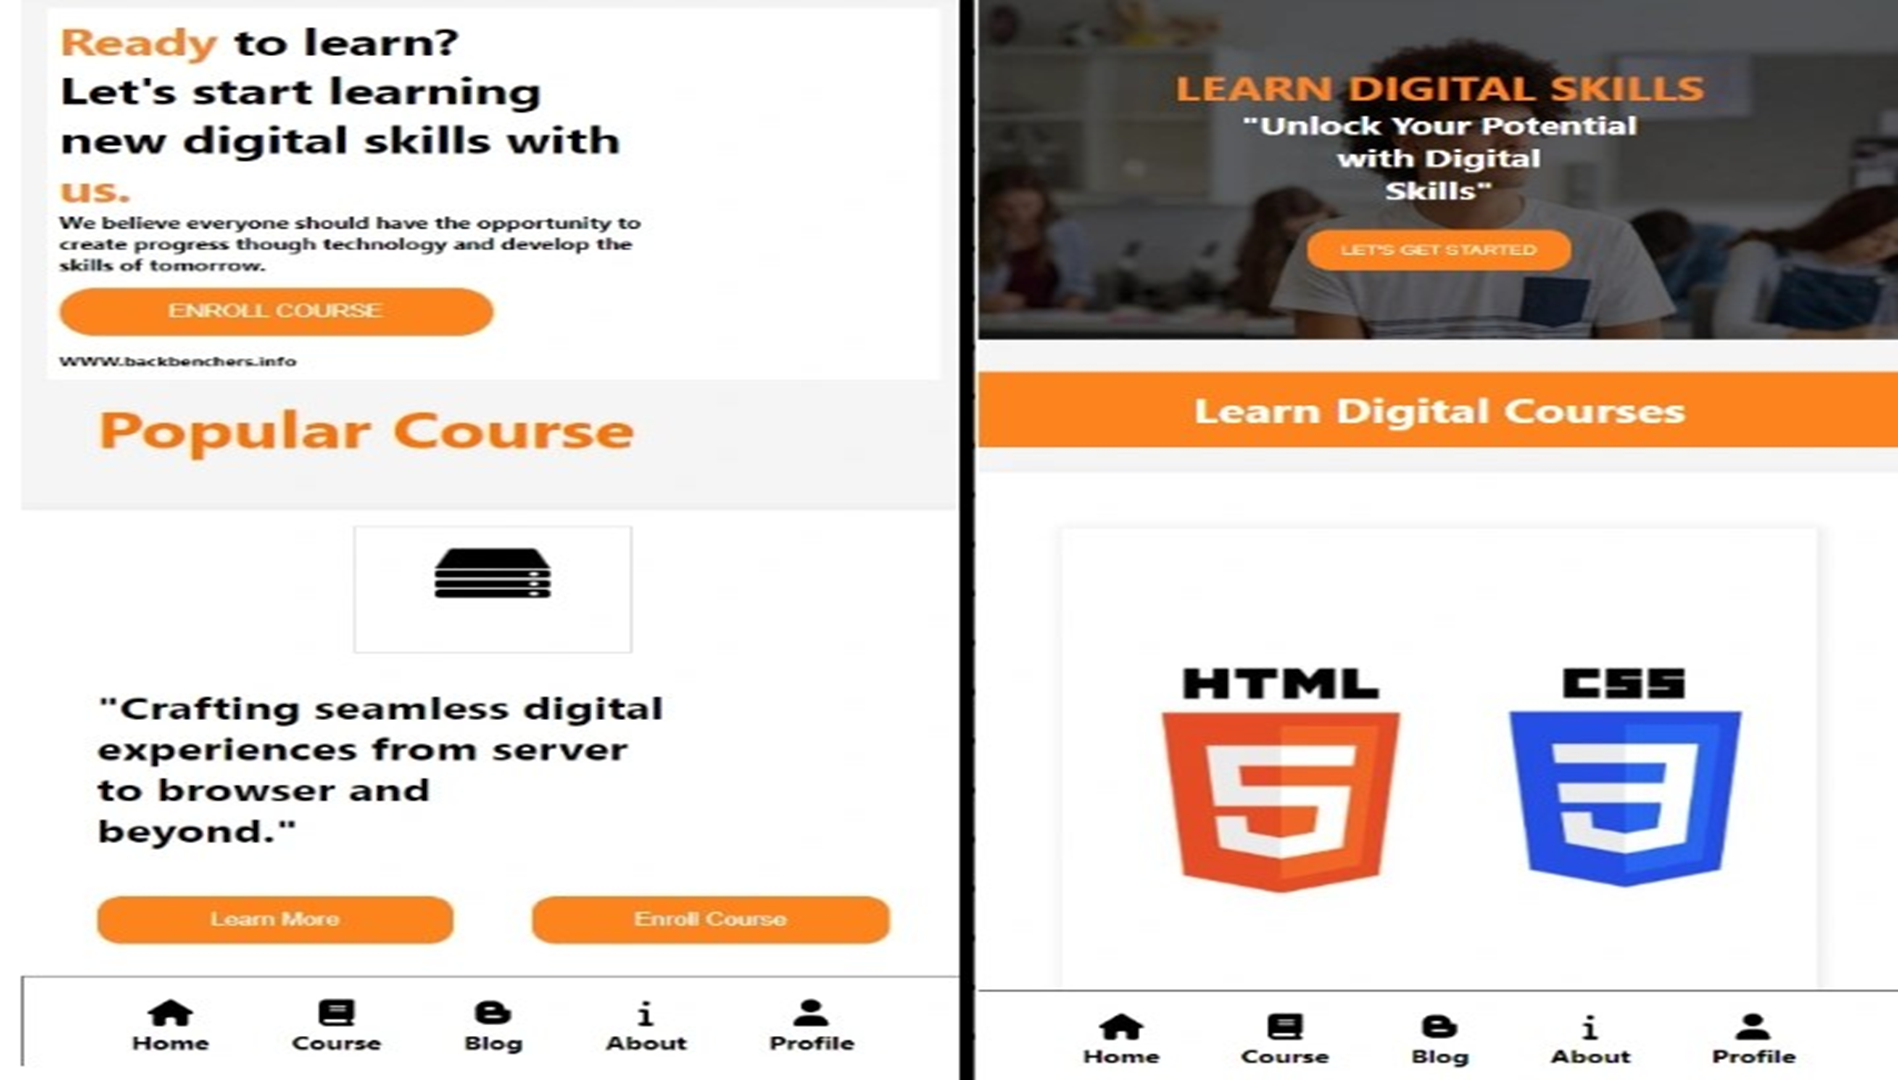 Ready to learn?
Let's start learning
new digital skills with
us.
We believe everyone should have the opportunity to
create progress though technology and develop the
skills of tomorrow.
ENROLL COURSE
WWW.backbenchers.info
Popular Course
"Crafting seamless digital
experiences from server
to browser and
beyond."
Learn More
Enroll Course
Home
Course
Blog
About
Profile
LEARN DIGITAL SKILLS
"Unlock Your Potential
with Digital
Skills"
LET'S GET STARTED
Learn Digital Courses
HTML
CSS
5
3
Home
Course
Blog
About
Profile